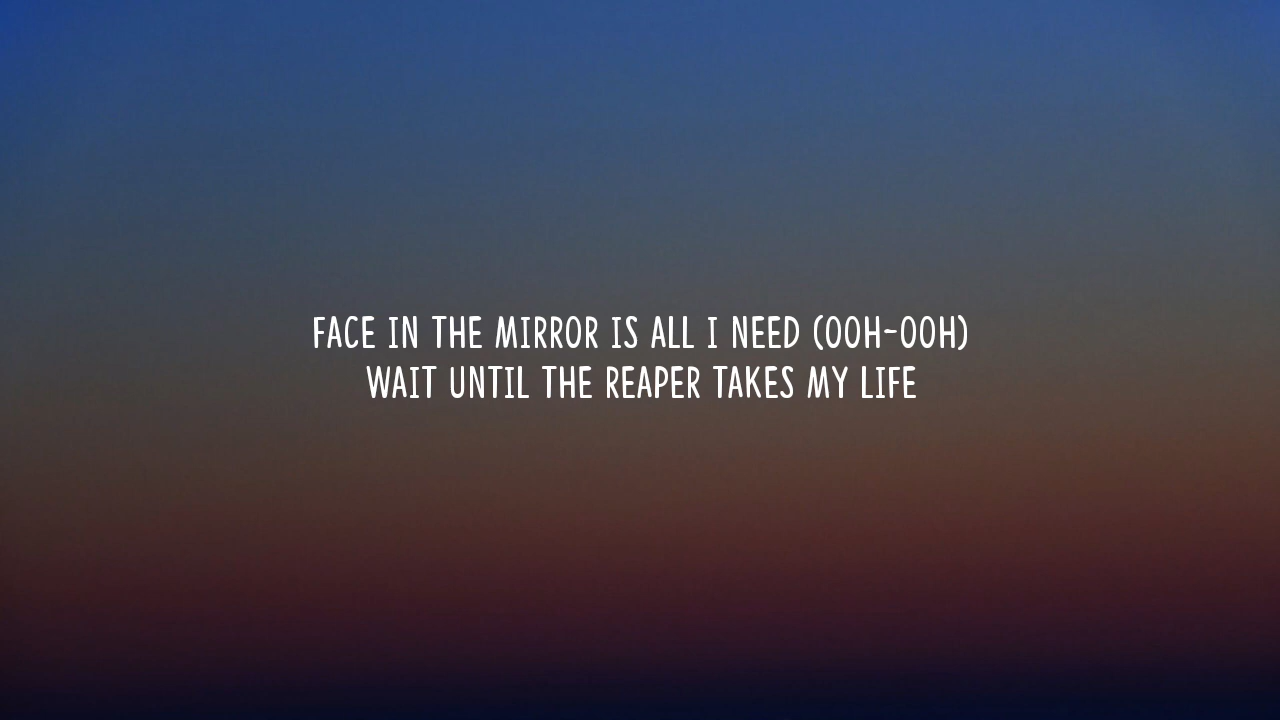 FACE IN THE MIRROR IS ALL I NEED (OOH-OOH)
WAIT UNTIL THE REAPER TAKES MY LIFE